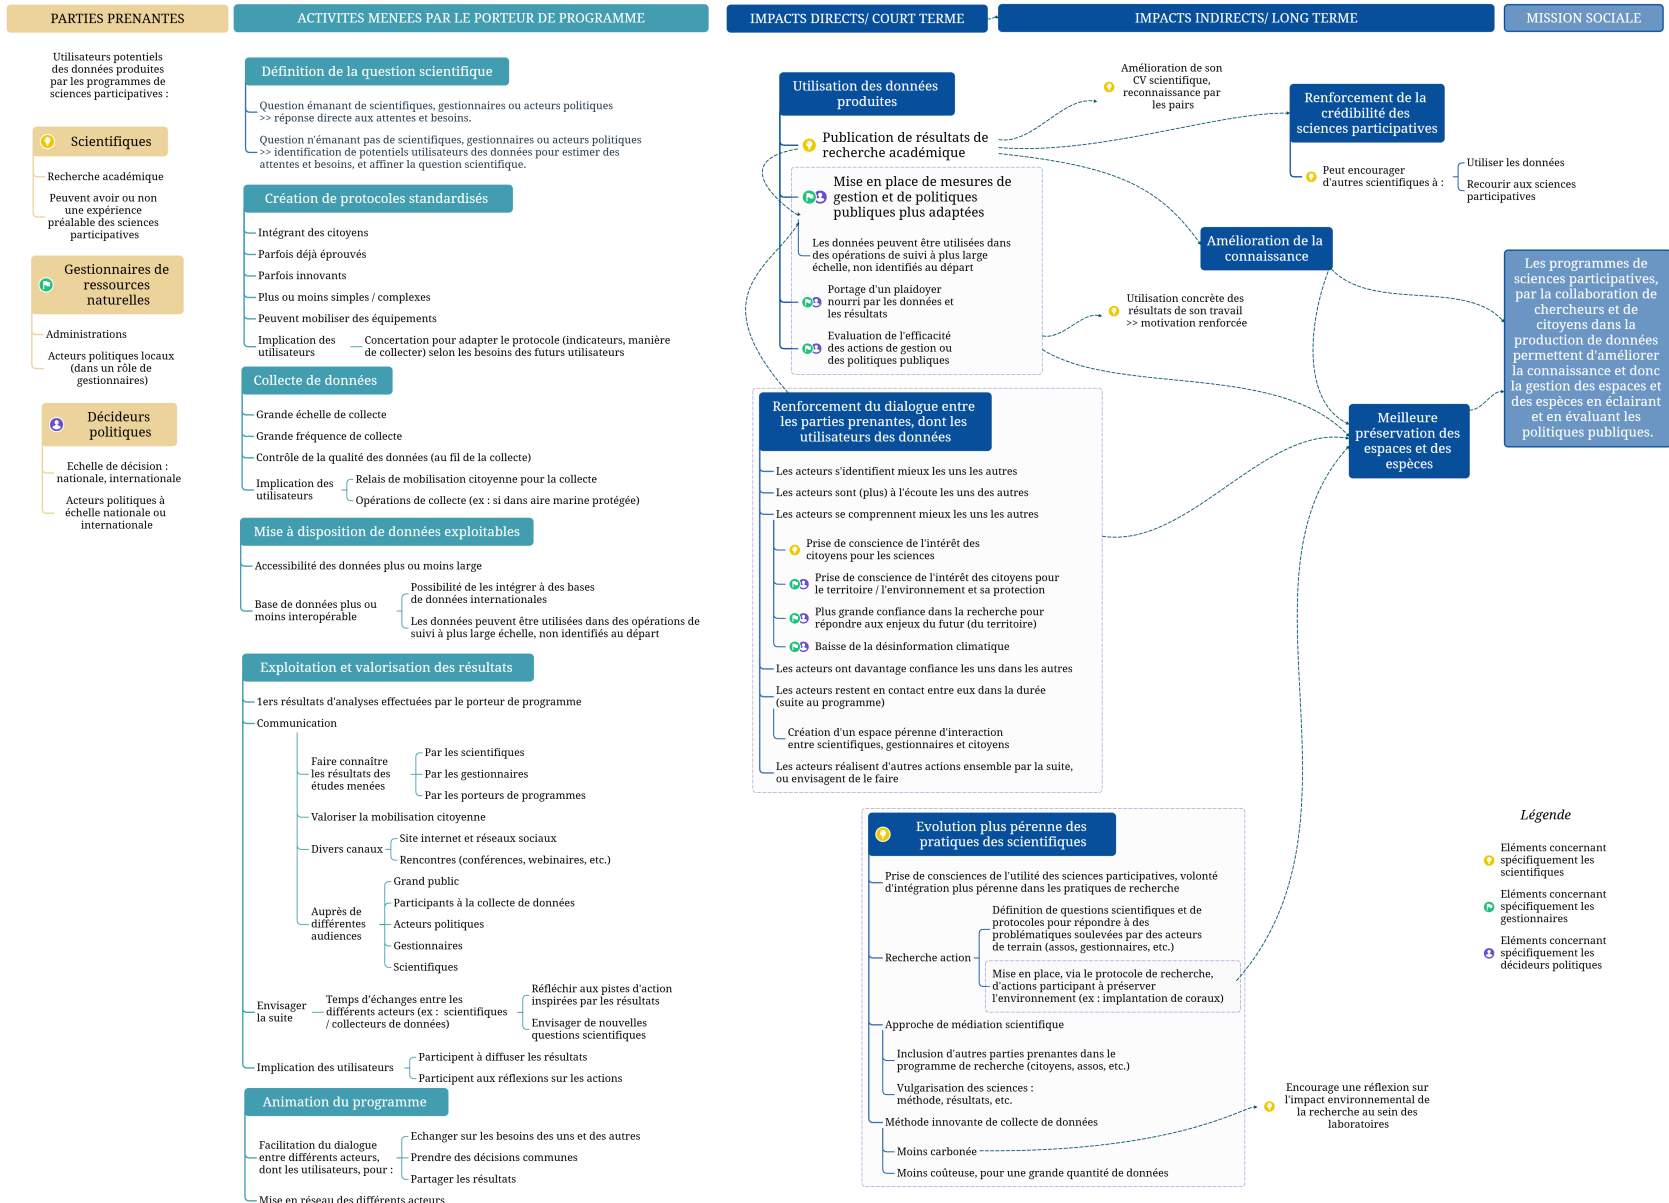 PARTIES PRENANTES
ACTIVITES MENEES PAR LE PORTEUR DE PROGRAMME
IMPACTS DIRECTS/ COURT TERME
IMPACTS INDIRECTS/ LONG TERME
MISSION SOCIALE
Utilisateurs potentiels
des données produites
par les programmes de
sciences participatives :
Scientifiques
Recherche académique
Peuvent avoir ou non
une expérience
préalable des sciences
participatives
Gestionnaires de
ressources
naturelles
Administrations
Acteurs politiques locaux
(dans un rôle de
gestionnaires)
Décideurs
politiques
Echelle de décision :
nationale, internationale
Acteurs politiques à
échelle nationale ou
internationale
Définition de la question scientifique
Question émanant de scientifiques, gestionnaires ou acteurs politiques
>> réponse directe aux attentes et besoins.
Question n'émanant pas de scientifiques, gestionnaires ou acteurs politiques
>> identification de potentiels utilisateurs des données pour estimer des
attentes et besoins, et affiner la question scientifique.
Création de protocoles standardisés
Intégrant des citoyens
Parfois déjà éprouvés
Parfois innovants
Plus ou moins simples / complexes
Peuvent mobiliser des équipements
Implication des
utilisateurs
Concertation pour adapter le protocole (indicateurs, manière
de collecter) selon les besoins des futurs utilisateurs
Collecte de données
Grande échelle de collecte
Grande fréquence de collecte
Contrôle de la qualité des données (au fil de la collecte)
Implication des
utilisateurs
Relais de mobilisation citoyenne pour la collecte
Opérations de collecte (ex : si dans aire marine protégée)
Mise à disposition de données exploitables
Accessibilité des données plus ou moins large
Base de données plus ou
moins interopérable
Possibilité de les intégrer à des bases
de données internationales
Les données peuvent être utilisées dans des opérations de
suivi à plus large échelle, non identifiés au départ
Exploitation et valorisation des résultats
1ers résultats d'analyses effectuées par le porteur de programme
Communication
Faire connaître
les résultats des
études menées
Par les scientifiques
Par les gestionnaires
Par les porteurs de programmes
Valoriser la mobilisation citoyenne
Divers canaux
Site internet et réseaux sociaux
Rencontres (conférences, webinaires, etc.)
Auprès de
différentes
audiences
Grand public
Participants à la collecte de données
Acteurs politiques
Gestionnaires
Scientifiques
Envisager
la suite
Temps d'échanges entre les
différents acteurs (ex : scientifiques
/ collecteurs de données)
Réfléchir aux pistes d'action
inspirées par les résultats
Envisager de nouvelles
questions scientifiques
Implication des utilisateurs
Participent à diffuser les résultats
Participent aux réflexions sur les actions
Animation du programme
Facilitation du dialogue
entre différents acteurs,
dont les utilisateurs, pour :
Echanger sur les besoins des uns et des autres
Prendre des décisions communes
Partager les résultats
Mise en réseau des différents acteurs
Utilisation des données
produites
Publication de résultats de
recherche académique
Mise en place de mesures de
gestion et de politiques
publiques plus adaptées
Les données peuvent être utilisées dans
des opérations de suivi à plus large
échelle, non identifiés au départ
Portage d'un plaidoyer
nourri par les données et
les résultats
Evaluation de l'efficacité
des actions de gestion ou
des politiques publiques
Renforcement du dialogue entre
les parties prenantes, dont les
utilisateurs des données
Les acteurs s'identifient mieux les uns les autres
Les acteurs sont (plus) à l'écoute les uns des autres
Les acteurs se comprennent mieux les uns les autres
Prise de conscience de l'intérêt des
citoyens pour les sciences
Prise de conscience de l'intérêt des citoyens pour
le territoire / l'environnement et sa protection
Plus grande confiance dans la recherche pour
répondre aux enjeux du futur (du territoire)
Baisse de la désinformation climatique
Les acteurs ont davantage confiance les uns dans les autres
Les acteurs restent en contact entre eux dans la durée
(suite au programme)
Création d'un espace pérenne d'interaction
entre scientifiques, gestionnaires et citoyens
Les acteurs réalisent d'autres actions ensemble par la suite,
ou envisagent de le faire
Evolution plus pérenne des
pratiques des scientifiques
Prise de consciences de l'utilité des sciences participatives, volonté
d'intégration plus pérenne dans les pratiques de recherche
Recherche action
Définition de questions scientifiques et de
protocoles pour répondre à des
problématiques soulevées par des acteurs
de terrain (assos, gestionnaires, etc.)
Mise en place, via le protocole de recherche,
d'actions participant à préserver
l'environnement (ex : implantation de coraux)
Approche de médiation scientifique
Inclusion d'autres parties prenantes dans le
programme de recherche (citoyens, assos, etc.)
Vulgarisation des sciences :
méthode, résultats, etc.
Méthode innovante de collecte de données
Moins carbonée
Moins coûteuse, pour une grande quantité de données
Amélioration de son
CV scientifique,
reconnaissance par
les pairs
Renforcement de la
crédibilité des
sciences participatives
Peut encourager
d'autres scientifiques à :
Utiliser les données
Recourir aux sciences
participatives
Amélioration de la
connaissance
Utilisation concrète des
résultats de son travail
>> motivation renforcée
Meilleure
préservation des
espaces et des
espèces
Encourage une réflexion sur
l'impact environnemental de
la recherche au sein des
laboratoires
Les programmes de
sciences participatives,
par la collaboration de
chercheurs et de
citoyens dans la
production de données
permettent d'améliorer
la connaissance et donc
la gestion des espaces et
des espèces en éclairant
et en évaluant les
politiques publiques.
Légende
Eléments concernant
spécifiquement les
scientifiques
Eléments concernant
spécifiquement les
gestionnaires
Eléments concernant
spécifiquement les
décideurs politiques